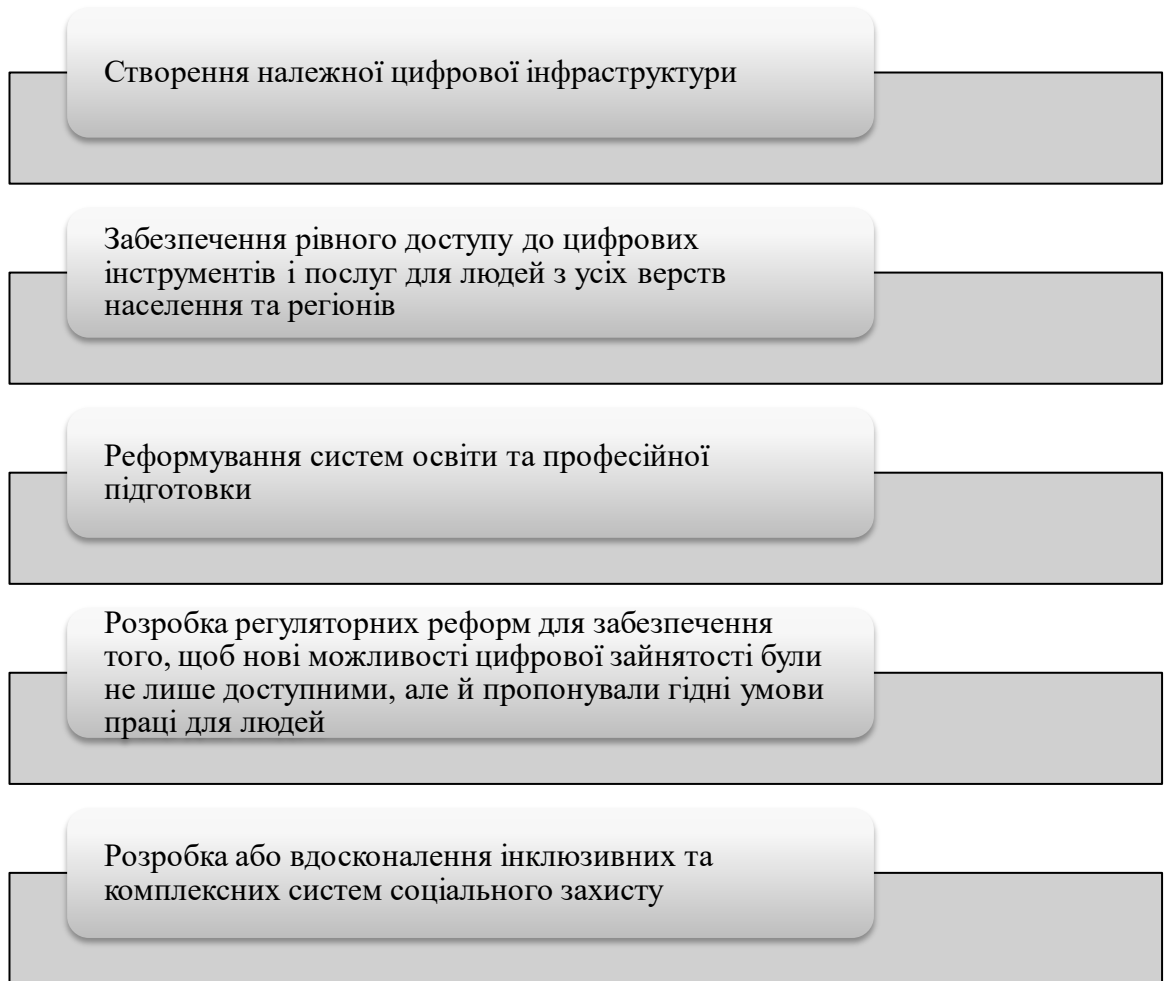 Створення належної цифрової інфраструктури
Забезпечення рівного доступу до цифрових
інструментів і послуг для людей з усіх верств
населення та регіонів
Реформування систем освіти та професійної
підготовки
Розробка регуляторних реформ для забезпечення
того, щоб нові можливості цифрової зайнятості були
не лише доступними, але й пропонували гідні умови
праці для людей
Розробка або вдосконалення інклюзивних та
комплексних систем соціального захисту